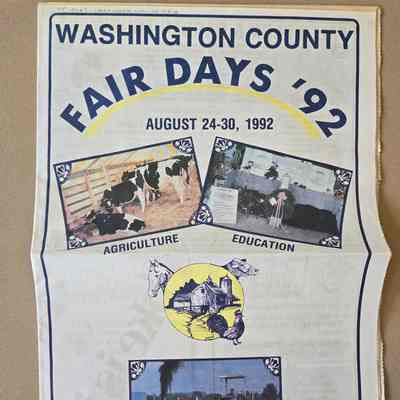 WASHINGTON COUNTY
FAIR DAYS '92
AUGUST 24-30, 1992
AGRICULTURE
EDUCATION